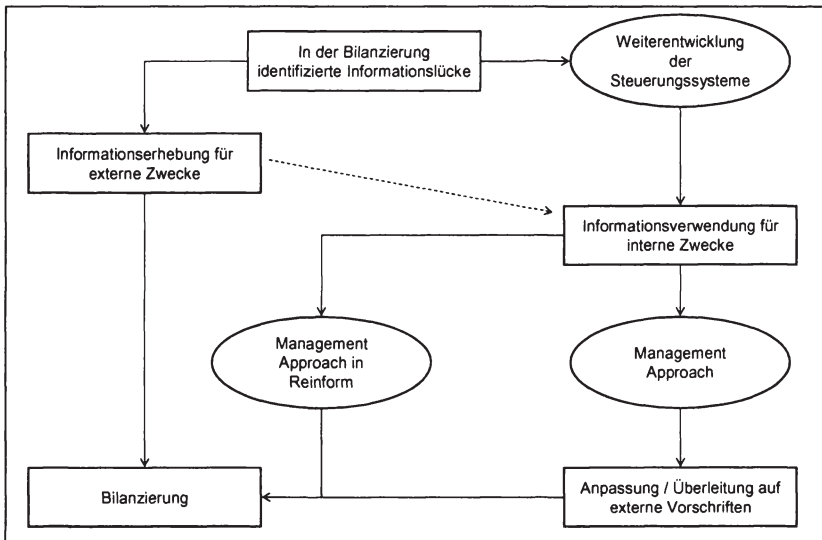 In der Bilanzierung
identifizierte Informationslücke
Weiterentwicklung
der
Steuerungssysteme
Informationserhebung für
externe Zwecke
Informationsverwendung für
interne Zwecke
Management
Approach in
Reinform
Management
Approach
Bilanzierung
Anpassung / Überleitung auf
externe Vorschriften